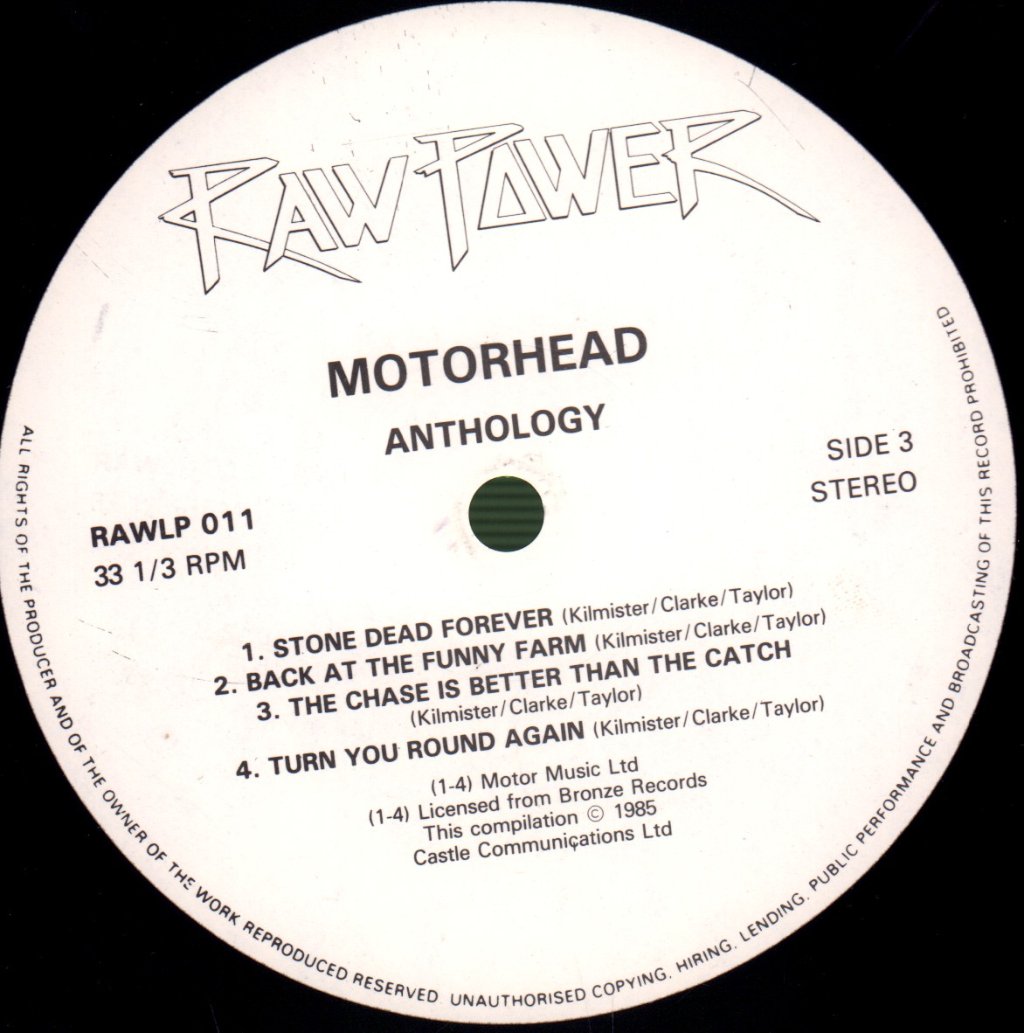 RAW POWER
MOTORHEAD
ANTHOLOGY
SIDE 3
STEREO
RAWLP 011
33 1/3 RPM
1. STONE DEAD FOREVER (Kilmister/Clarke/Taylor)
2. BACK AT THE FUNNY FARM (Kilmister/Clarke/Taylor)
3. THE CHASE IS BETTER THAN THE CATCH
(Kilmister/Clarke/Taylor)
4. TURN YOU ROUND AGAIN (Kilmister/Clarke/Taylor)
(1-4) Motor Music Ltd
(1-4) Licensed from Bronze Records
This compilation © 1985
Castle Communications Ltd
ALL RIGHTS OF THE PRODUCER AND OF THE OWNER OF THE WORK REPRODUCED RESERVED. UNAUTHORISED COPYING, HIRING, LENDING, PUBLIC PERFORMANCE AND BROADCASTING OF THIS RECORD PROHIBITED